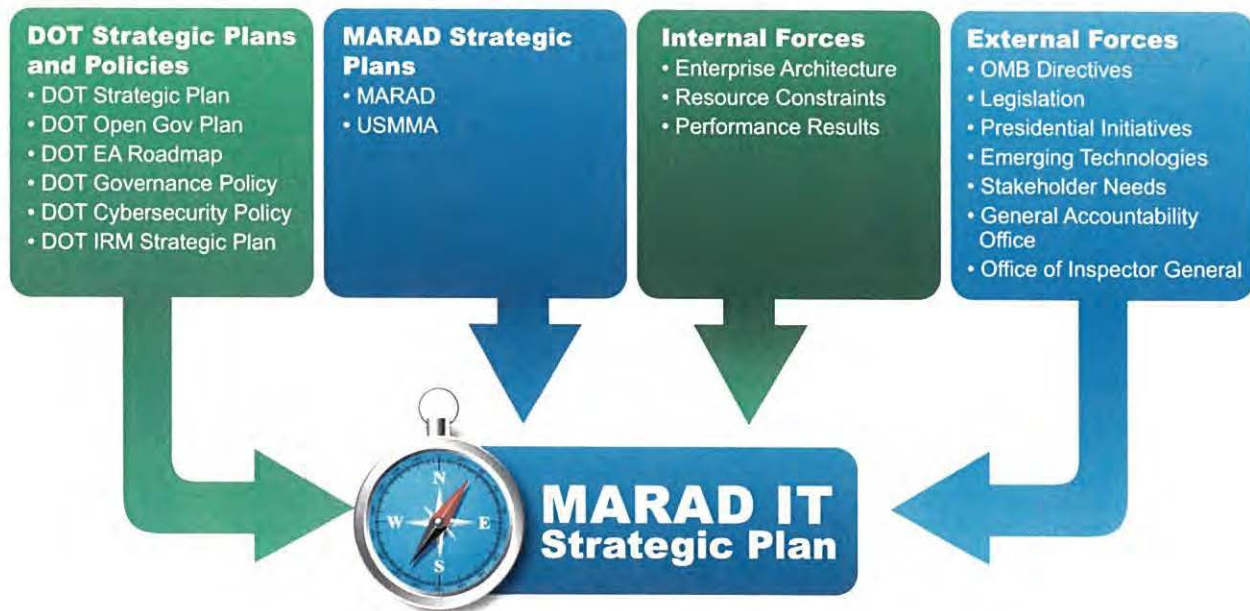 DOT Strategic Plans
and Policies
• DOT Strategic Plan
• DOT Open Gov Plan
• DOT EA Roadmap
• DOT Governance Policy
• DOT Cybersecurity Policy
• DOT IRM Strategic Plan
MARAD Strategic
Plans
• MARAD
• USMMA
Internal Forces
• Enterprise Architecture
• Resource Constraints
• Performance Results
External Forces
• OMB Directives
• Legislation
• Presidential Initiatives
• Emerging Technologies
• Stakeholder Needs
• General Accountability
Office
• Office of Inspector General
N
W E
S
MARAD IT
Strategic Plan